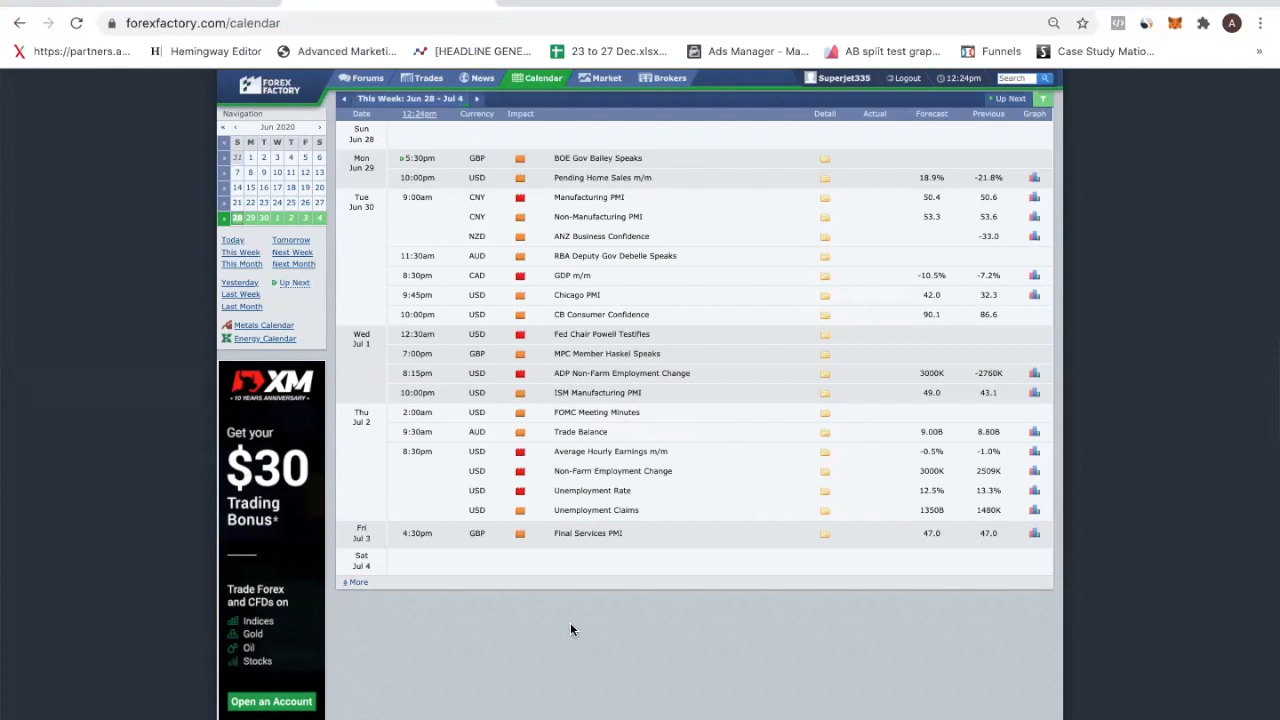 forexfactory.com/calendar
A
https://partners.a...
Hemingway Editor
Advanced Marketi...
[HEADLINE GENE...
23 to 27 Dec.xlsx...
Ads Manager - Ma...
AB split test grap...
Funnels
Case Study Matio...
»
FOREX FACTORY
Forums
Trades
News
Calendar
Market
Brokers
Superjet335
Logout
12:24pm
Search
Navigation
« ‹ Jun 2020 ›
S M T W T F S
31 1 2 3 4 5 6
7 8 9 10 11 12 13
14 15 16 17 18 19 20
21 22 23 24 25 26 27
28 29 30 1 2 3 4
Today Tomorrow
This Week Next Week
This Month Next Month
Yesterday Up Next
Last Week
Last Month
Metals Calendar
Energy Calendar
XM
10 YEARS ANNIVERSARY
Get your
$30
Trading
Bonus*
Trade Forex
and CFDs on
Indices
Gold
Oil
Stocks
Open an Account
This Week: Jun 28 - Jul 4
Up Next
Date 12:24pm Currency Impact Detail Actual Forecast Previous Graph
Sun
Jun 28
Mon
Jun 29
5:30pm GBP BOE Gov Bailey Speaks
10:00pm USD Pending Home Sales m/m 18.9% -21.8%
Tue
Jun 30
9:00am CNY Manufacturing PMI 50.4 50.6
CNY Non-Manufacturing PMI 53.3 53.6
NZD ANZ Business Confidence -33.0
11:30am AUD RBA Deputy Gov Debelle Speaks
8:30pm CAD GDP m/m -10.5% -7.2%
9:45pm USD Chicago PMI 42.0 32.3
10:00pm USD CB Consumer Confidence 90.1 86.6
Wed
Jul 1
12:30am USD Fed Chair Powell Testifies
7:00pm GBP MPC Member Haskel Speaks
8:15pm USD ADP Non-Farm Employment Change 3000K -2760K
10:00pm USD ISM Manufacturing PMI 49.0 43.1
Thu
Jul 2
2:00am USD FOMC Meeting Minutes
9:30am AUD Trade Balance 9.00B 8.80B
8:30pm USD Average Hourly Earnings m/m -0.5% -1.0%
USD Non-Farm Employment Change 3000K 2509K
USD Unemployment Rate 12.5% 13.3%
USD Unemployment Claims 1350B 1480K
Fri
Jul 3
4:30pm GBP Final Services PMI 47.0 47.0
Sat
Jul 4
More